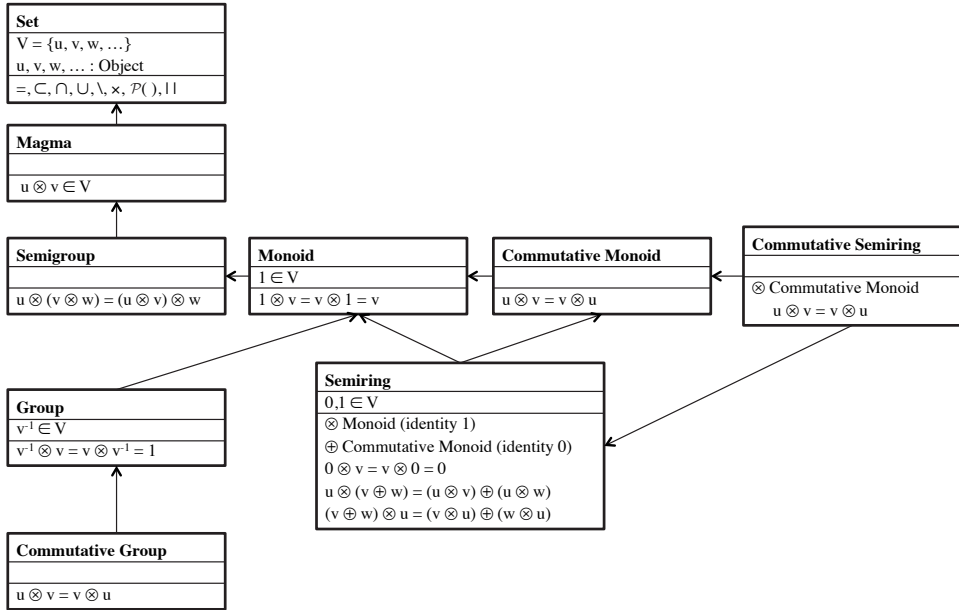 Set
V = {u, v, w, …}
u, v, w, … : Object
=, ⊂, ∩, ∪, \, ×, 𝒫( ), | |
Magma
u ⊗ v ∈ V
Semigroup
u ⊗ (v ⊗ w) = (u ⊗ v) ⊗ w
Monoid
1 ∈ V
1 ⊗ v = v ⊗ 1 = v
Commutative Monoid
u ⊗ v = v ⊗ u
Commutative Semiring
⊗ Commutative Monoid
u ⊗ v = v ⊗ u
Semiring
0,1 ∈ V
⊗ Monoid (identity 1)
⊕ Commutative Monoid (identity 0)
0 ⊗ v = v ⊗ 0 = 0
u ⊗ (v ⊕ w) = (u ⊗ v) ⊕ (u ⊗ w)
(v ⊕ w) ⊗ u = (v ⊗ u) ⊕ (w ⊗ u)
Group
v⁻¹ ∈ V
v⁻¹ ⊗ v = v ⊗ v⁻¹ = 1
Commutative Group
u ⊗ v = v ⊗ u